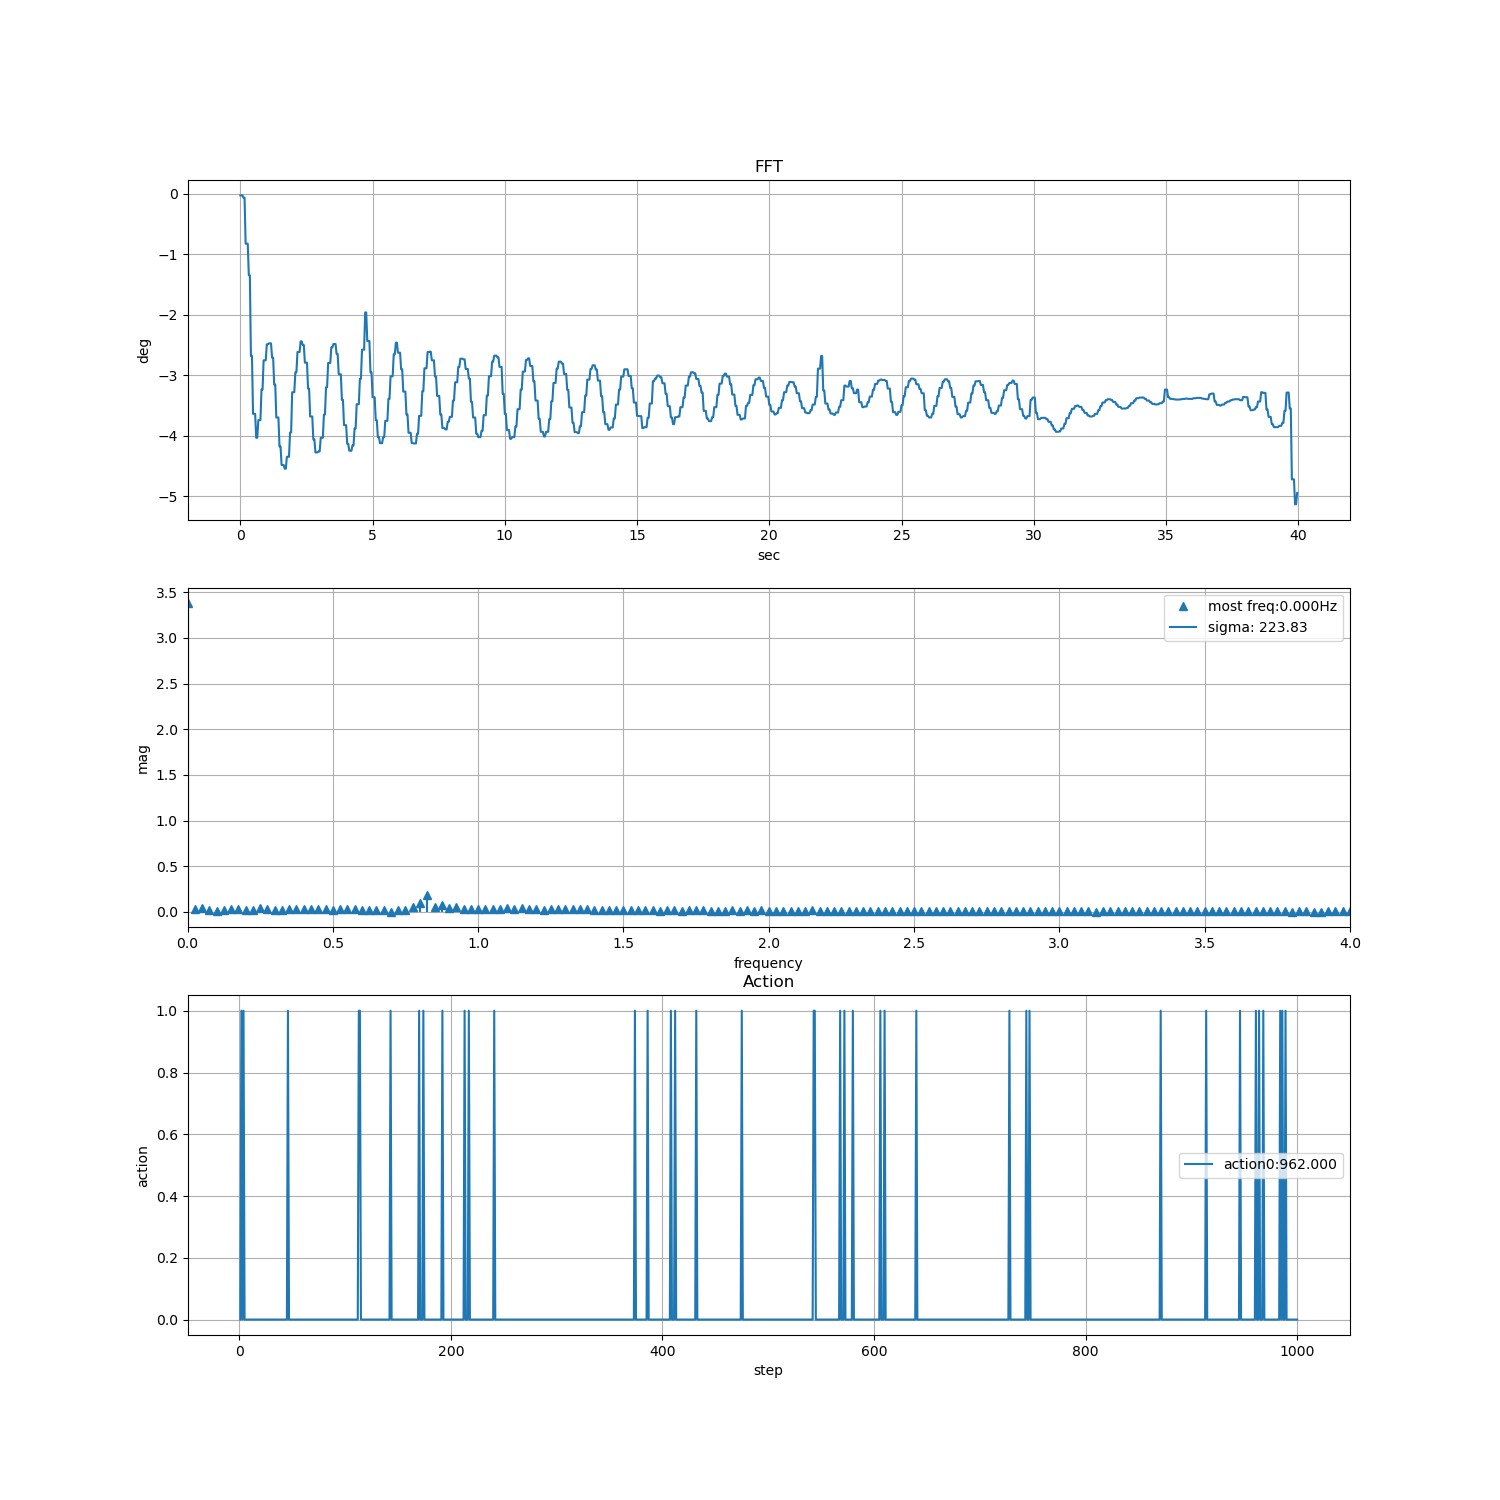 FFT
0
−1
−2
−3
−4
−5
deg
0 5 10 15 20 25 30 35 40
sec
3.5
3.0
2.5
2.0
1.5
1.0
0.5
0.0
mag
most freq:0.000Hz
sigma: 223.83
0.0 0.5 1.0 1.5 2.0 2.5 3.0 3.5 4.0
frequency
Action
1.0
0.8
0.6
0.4
0.2
0.0
action
action0:962.000
0 200 400 600 800 1000
step